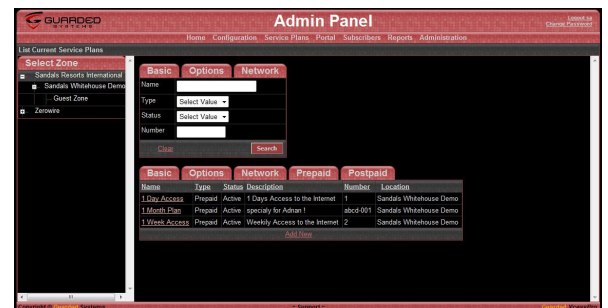 GUARDED
SYSTEMS
Admin Panel
Logout sa
Change Password
Home Configuration Service Plans Portal Subscribers Reports Administration
List Current Service Plans
Select Zone
Sandals Resorts International
Sandals Whitehouse Demo
Guest Zone
Zerowire
Basic Options Network
Name
Type Select Value
Status Select Value
Number
Clear Search
Basic Options Network Prepaid Postpaid
Name Type Status Description Number Location
1 Day Access Prepaid Active 1 Days Access to the Internet 1 Sandals Whitehouse Demo
1 Month Plan Prepaid Active specialy for Adnan ! abcd-001 Sandals Whitehouse Demo
1 Week Access Prepaid Active Weekily Access to the Internet 2 Sandals Whitehouse Demo
Add New
Copyright © Guarded Systems
:: Support ::
Guarded